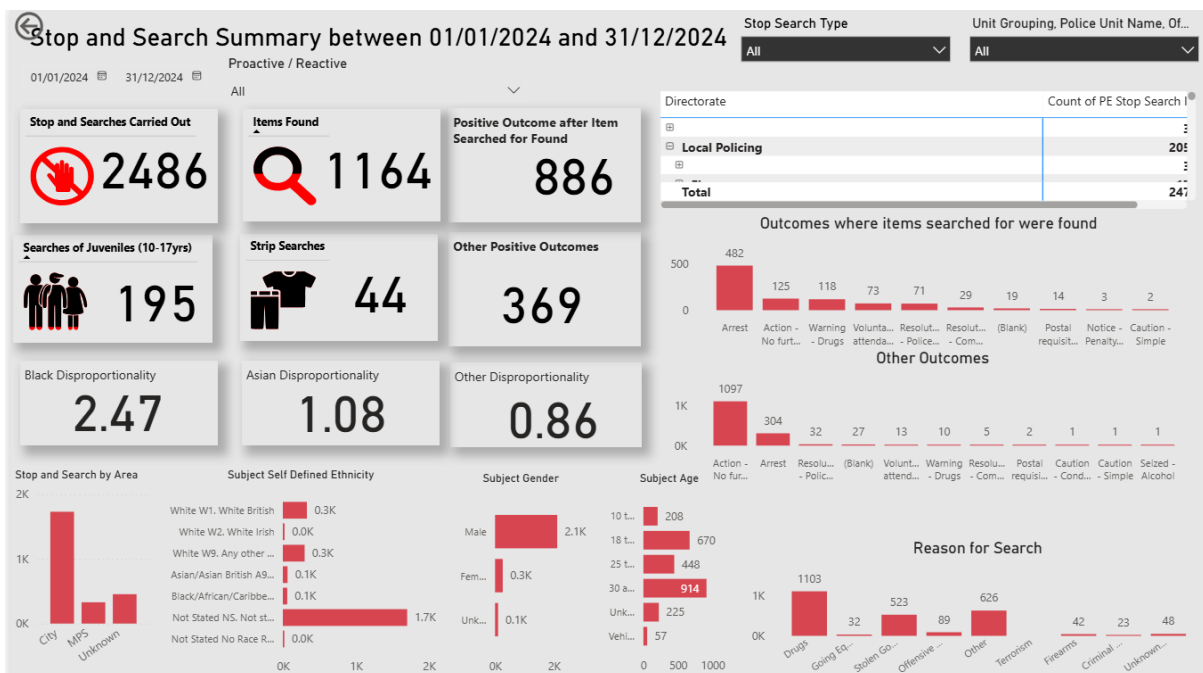 Stop and Search Summary between 01/01/2024 and 31/12/2024
Stop Search Type
All
Unit Grouping, Police Unit Name, Of...
All
01/01/2024
31/12/2024
Proactive / Reactive
All
Stop and Searches Carried Out
2486
Items Found
1164
Positive Outcome after Item
Searched for Found
886
Directorate
Count of PE Stop Search
Local Policing
205
Total
247
Searches of Juveniles (10-17yrs)
195
Strip Searches
44
Other Positive Outcomes
369
Black Disproportionality
2.47
Asian Disproportionality
1.08
Other Disproportionality
0.86
Outcomes where items searched for were found
500
0
482
125
118
73
71
29
19
14
3
2
Arrest
Action -
No furt...
Warning
- Drugs
Volunta...
attenda...
Resolut...
- Police...
Resolut...
- Com...
(Blank)
Postal
requisit...
Notice -
Penalty...
Caution -
Simple
Other Outcomes
1K
0K
1097
304
32
27
13
10
5
2
1
1
1
Action -
No fur...
Arrest
Resolu...
- Polic...
(Blank)
Volunt...
attend...
Warning
- Drugs
Resolu...
- Com...
Postal
requisi...
Caution
- Cond...
Caution
- Simple
Seized -
Alcohol
Stop and Search by Area
2K
1K
0K
City
MPS
Unknown
Subject Self Defined Ethnicity
White W1. White British
0.3K
White W2. White Irish
0.0K
White W9. Any other ...
0.3K
Asian/Asian British A9...
0.1K
Black/African/Caribbe...
0.1K
Not Stated NS. Not st...
1.7K
Not Stated No Race R...
0.0K
0K
1K
2K
Subject Gender
Male
2.1K
Fem...
0.3K
Unk...
0.1K
0K
2K
Subject Age
10 t...
208
18 t...
670
25 t...
448
30 a...
914
Unk...
225
Vehi...
57
0
500
1000
Reason for Search
1K
0K
1103
32
523
89
626
42
23
48
Drugs
Going Eq...
Stolen Go...
Offensive ...
Other
Terrorism
Firearms
Criminal ...
Unknown...